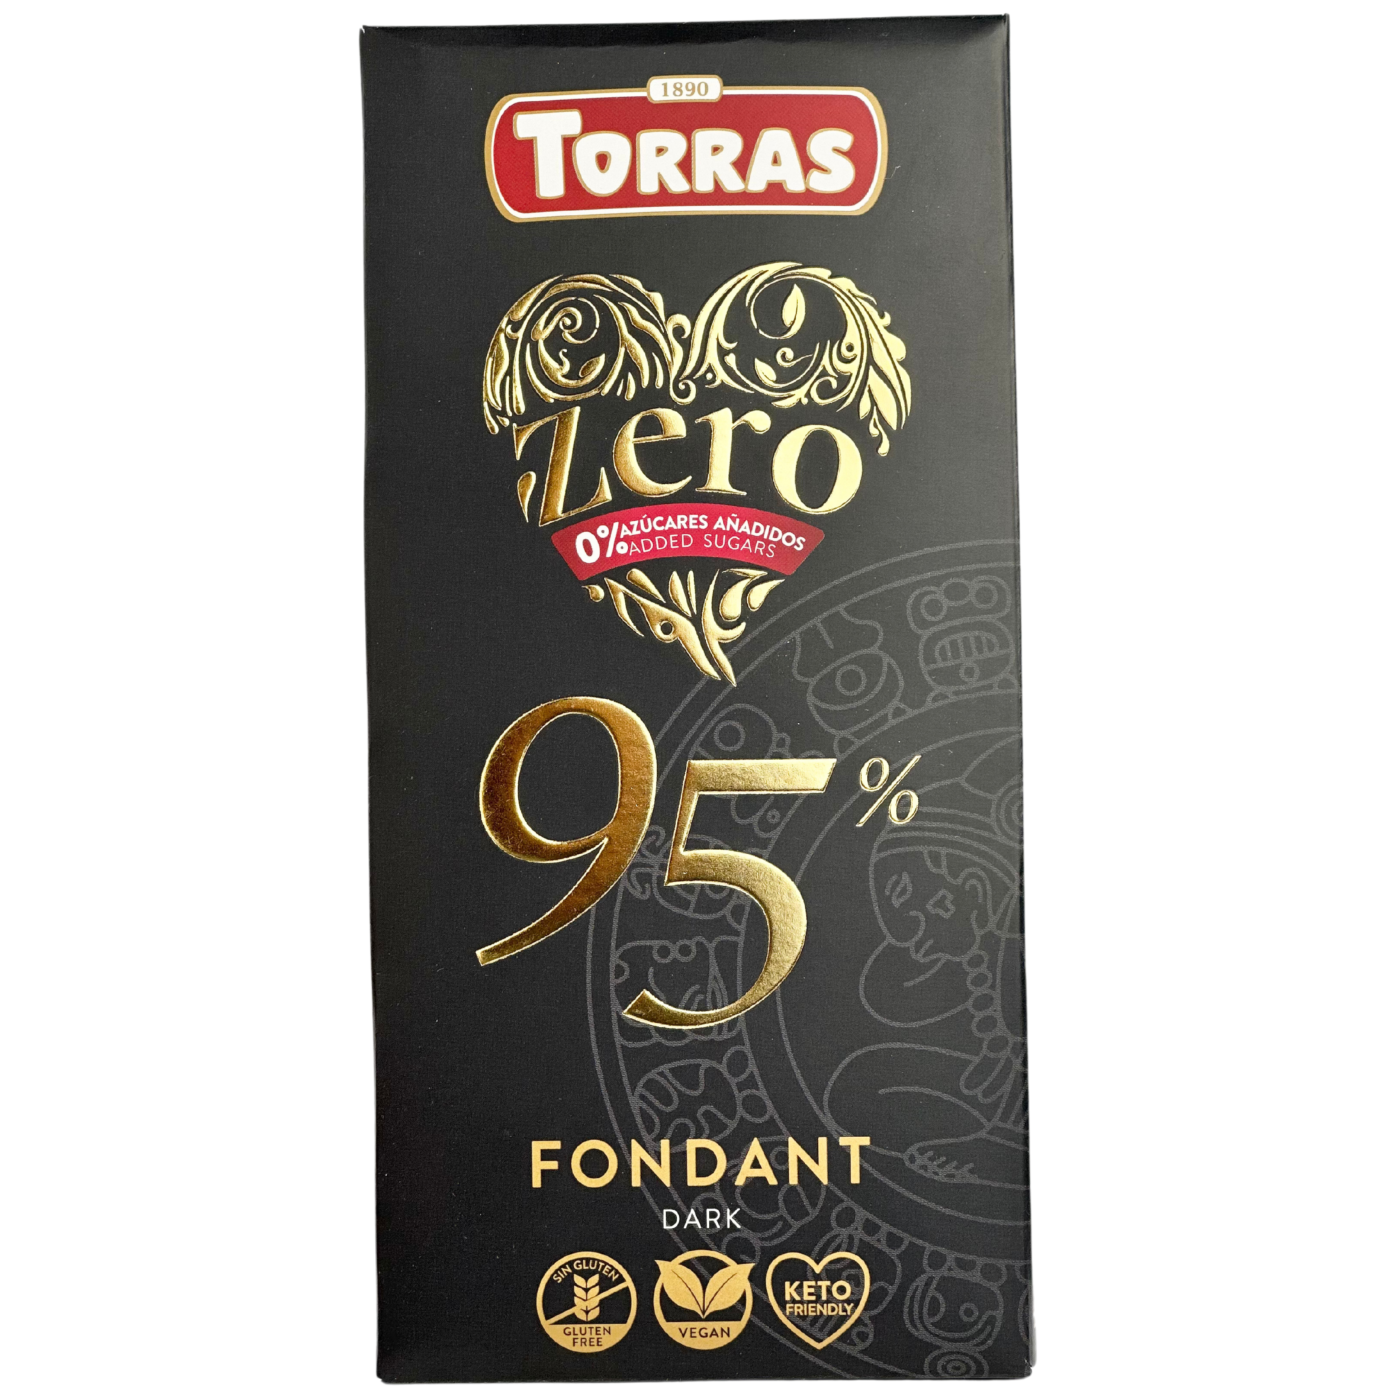 1890
TORRAS
zero
0% AZÚCARES AÑADIDOS
ADDED SUGARS
95%
FONDANT
DARK
SIN GLUTEN
GLUTEN
FREE
VEGAN
KETO
FRIENDLY